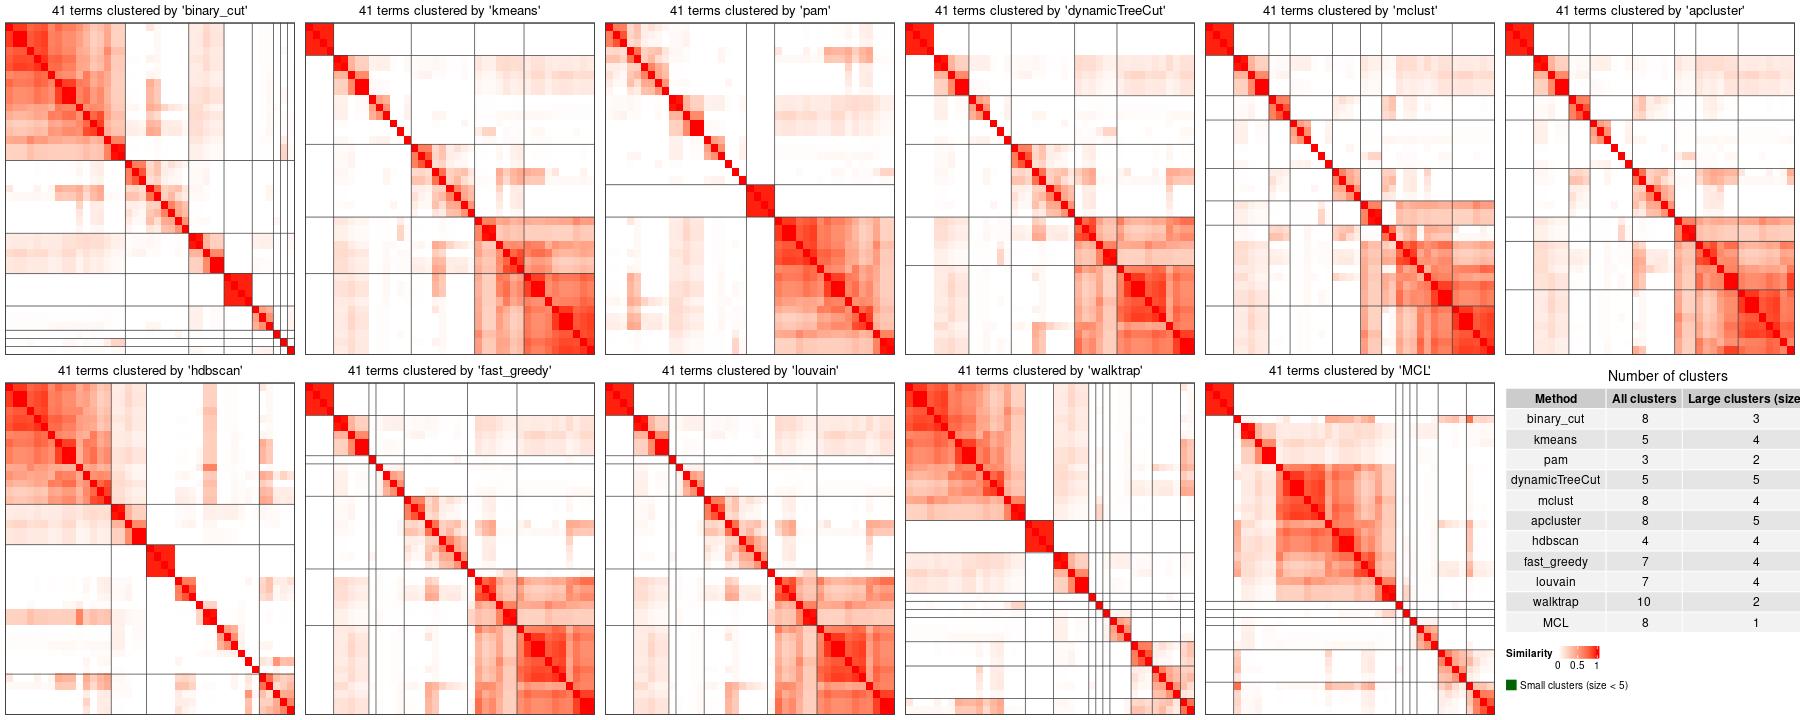 41 terms clustered by 'binary_cut'
41 terms clustered by 'kmeans'
41 terms clustered by 'pam'
41 terms clustered by 'dynamicTreeCut'
41 terms clustered by 'mclust'
41 terms clustered by 'apcluster'
41 terms clustered by 'hdbscan'
41 terms clustered by 'fast_greedy'
41 terms clustered by 'louvain'
41 terms clustered by 'walktrap'
41 terms clustered by 'MCL'
Number of clusters
Method All clusters Large clusters (size
binary_cut 8 3
kmeans 5 4
pam 3 2
dynamicTreeCut 5 5
mclust 8 4
apcluster 8 5
hdbscan 4 4
fast_greedy 7 4
louvain 7 4
walktrap 10 2
MCL 8 1
Similarity
0 0.5 1
Small clusters (size < 5)